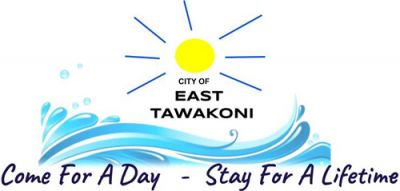 CITY OF
EAST
TAWAKONI
Come For A Day - Stay For A Lifetime